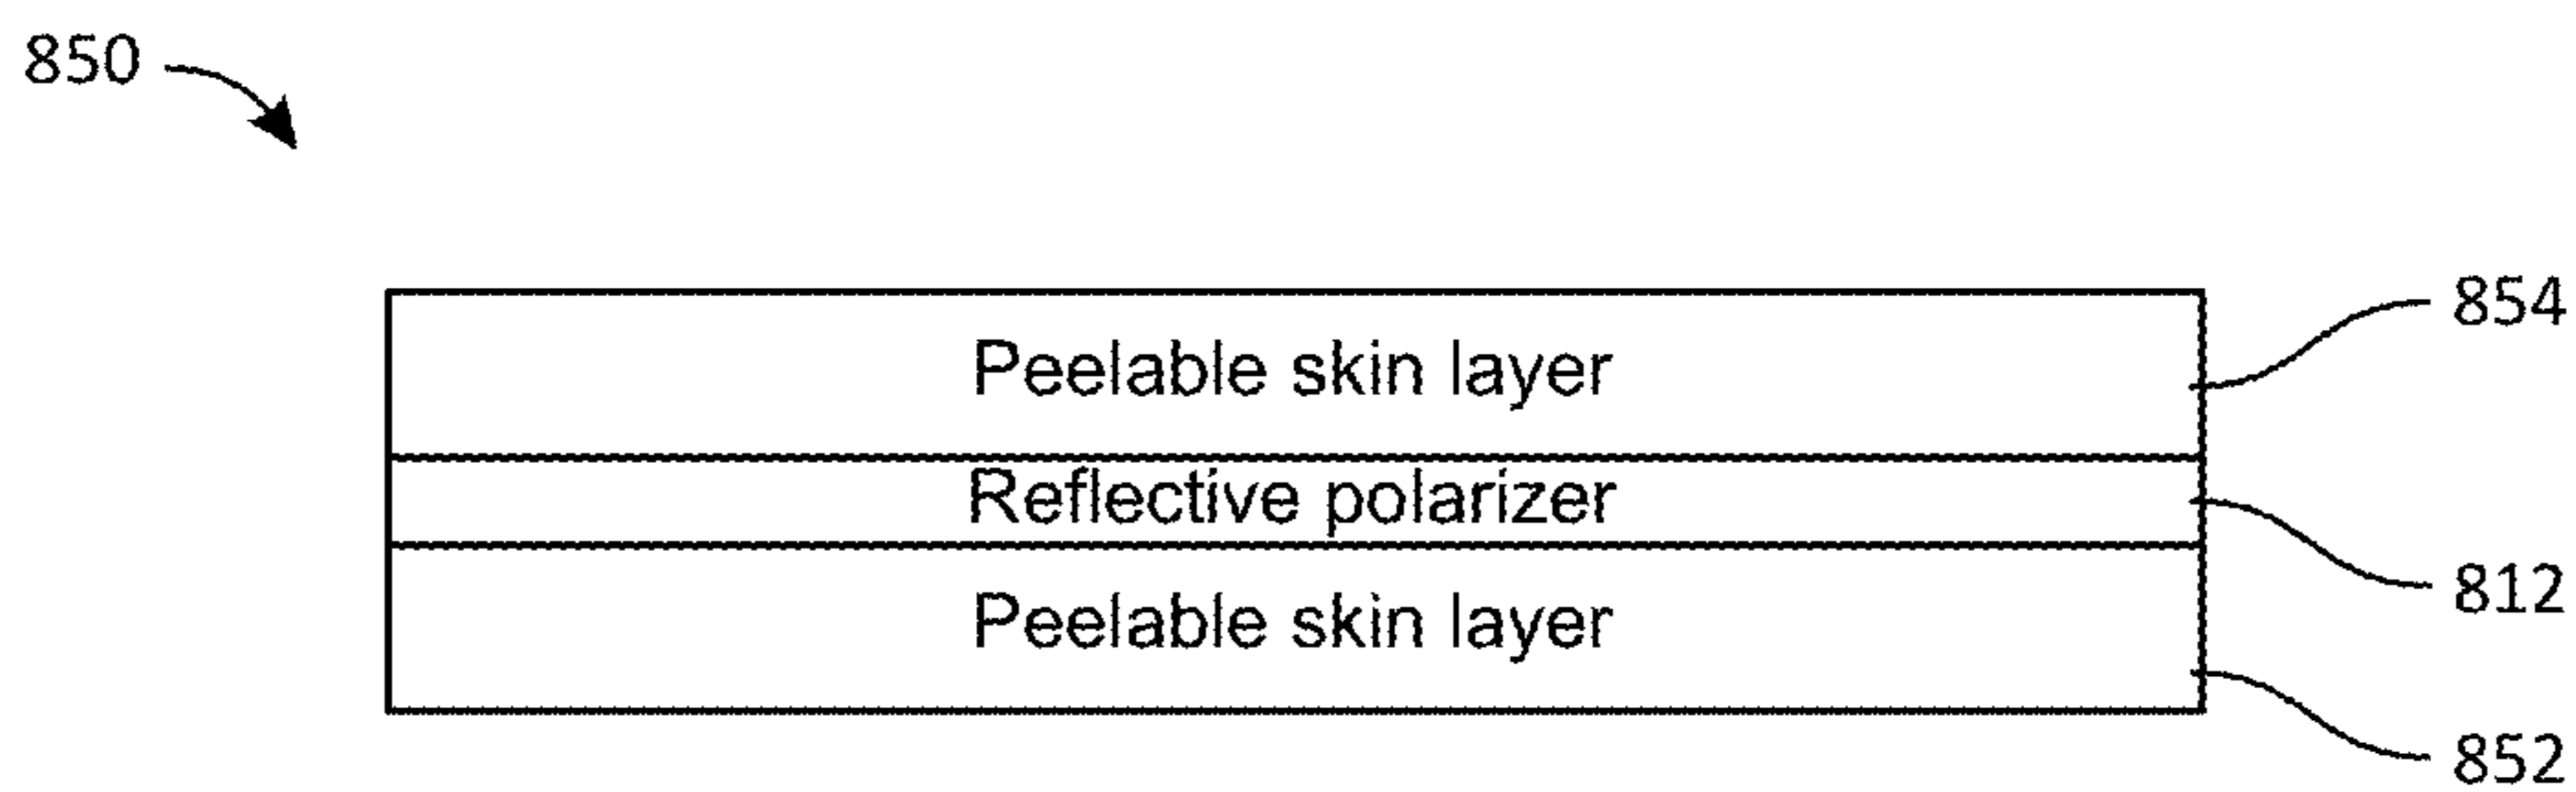 850
854
Peelable skin layer
Reflective polarizer
812
Peelable skin layer
852